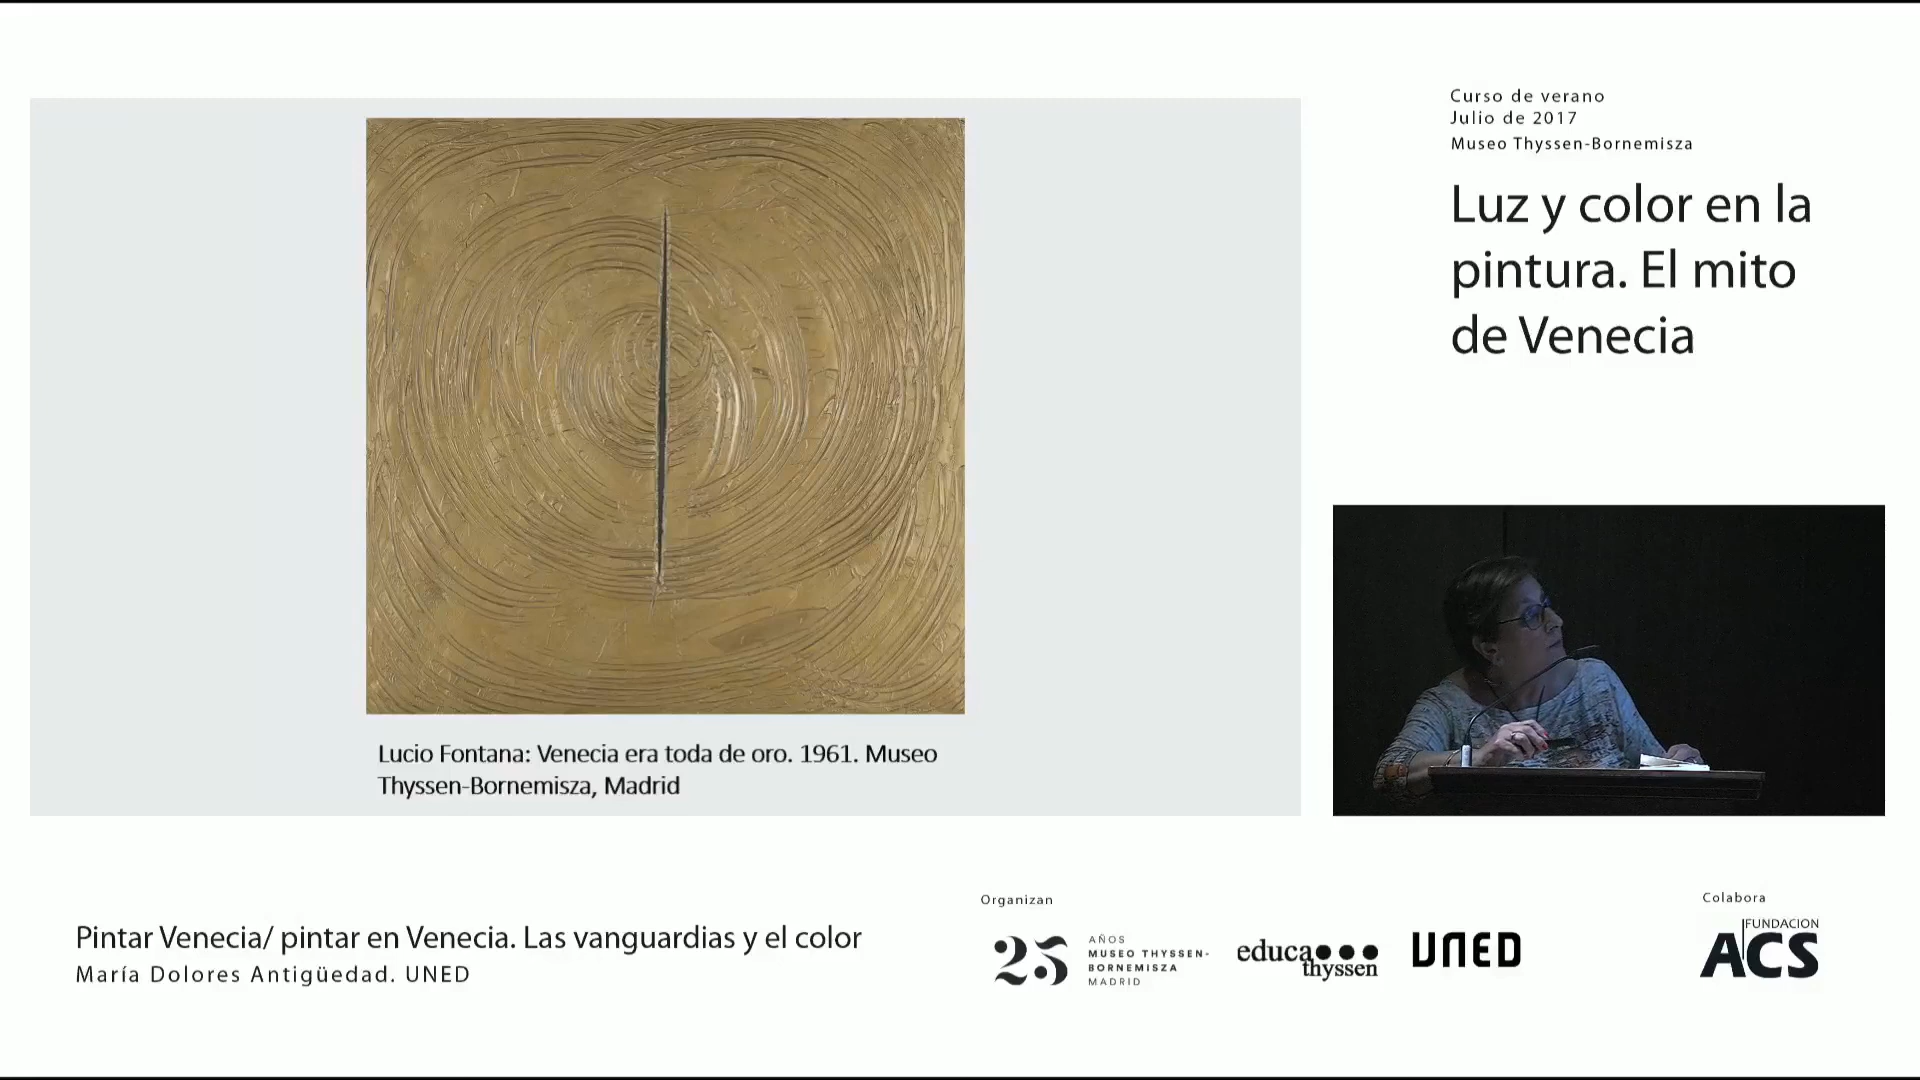 Curso de verano
Julio de 2017
Museo Thyssen-Bornemisza
Luz y color en la
pintura. El mito
de Venecia
Lucio Fontana: Venecia era toda de oro. 1961. Museo
Thyssen-Bornemisza, Madrid
Pintar Venecia/ pintar en Venecia. Las vanguardias y el color
María Dolores Antigüedad. UNED
Organizan
25
AÑOS
MUSEO THYSSEN-
BORNEMISZA
MADRID
educa
thyssen
UNED
Colabora
FUNDACION
ACS